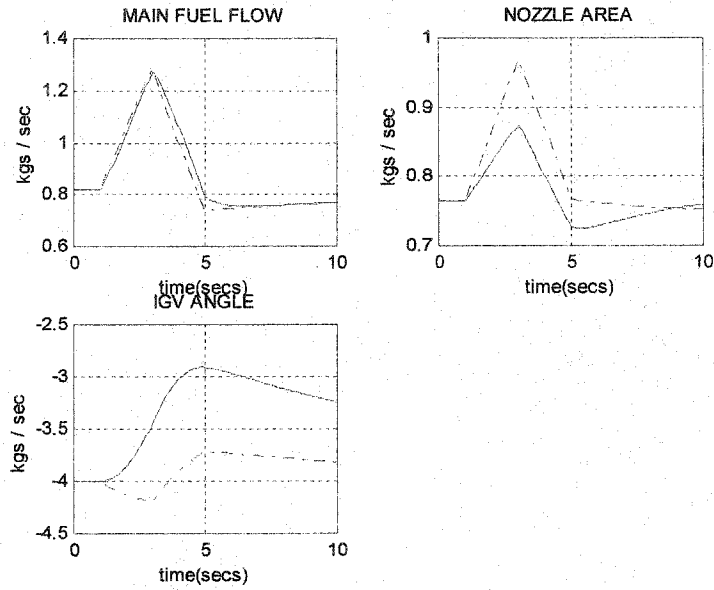 MAIN FUEL FLOW
kgs / sec
1.4
1.2
1
0.8
0.6
0
5
10
time(secs)
NOZZLE AREA
kgs / sec
1
0.9
0.8
0.7
0
5
10
time(secs)
IGV ANGLE
kgs / sec
-2.5
-3
-3.5
-4
-4.5
0
5
10
time(secs)